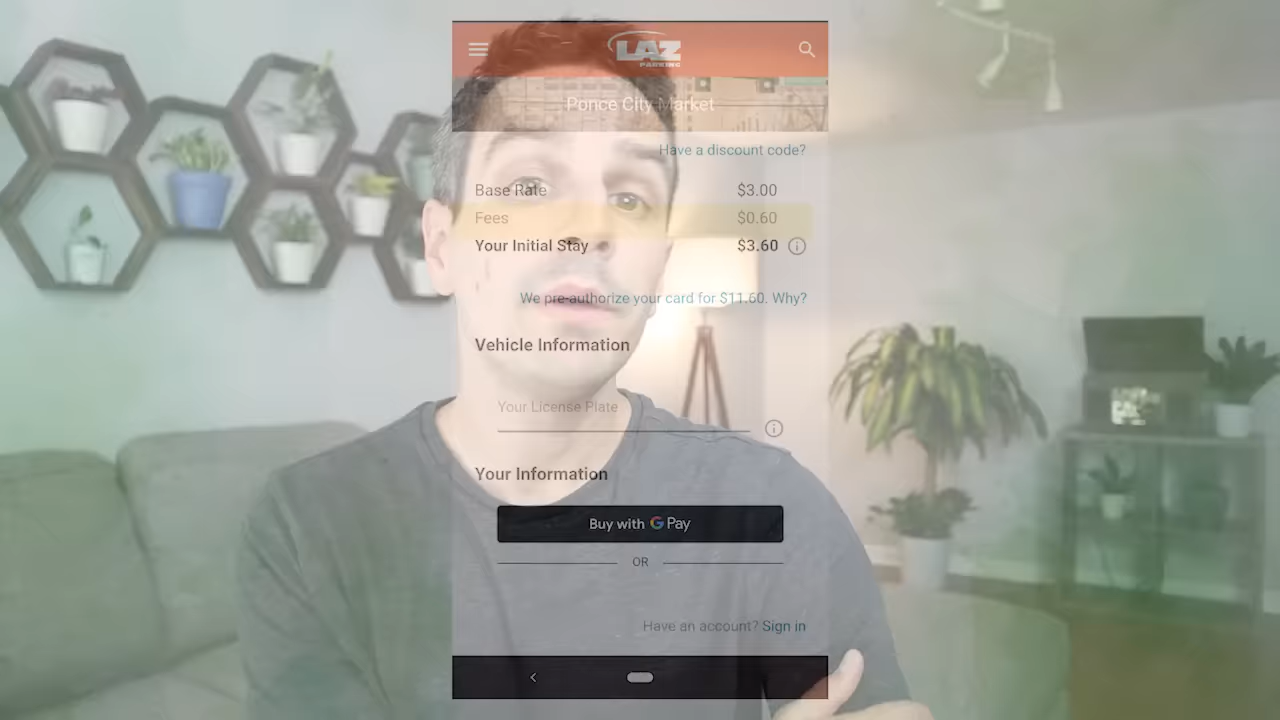 LAZ
PARKING
Ponce City Market
Have a discount code?
Base Rate $3.00
Fees $0.60
Your Initial Stay $3.60
We pre-authorize your card for $11.60. Why?
Vehicle Information
Your License Plate
Your Information
Buy with G Pay
OR
Have an account? Sign in